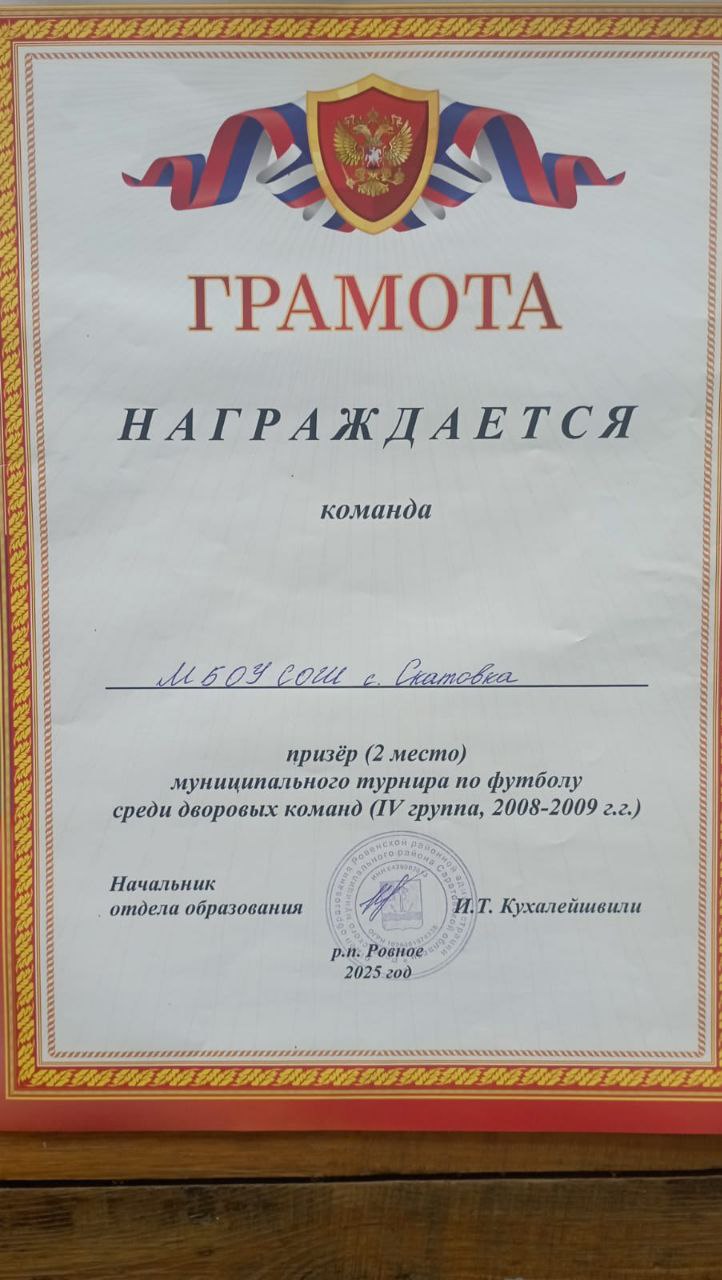 ГРАМОТА
НАГРАЖДАЕТСЯ
команда
МБОУ СОШ с. Скатовка
призёр (2 место)
муниципального турнира по футболу
среди дворовых команд (IV группа, 2008-2009 г.г.)
Начальник
отдела образования
И.Т. Кухалейшвили
р.п. Ровное
2025 год